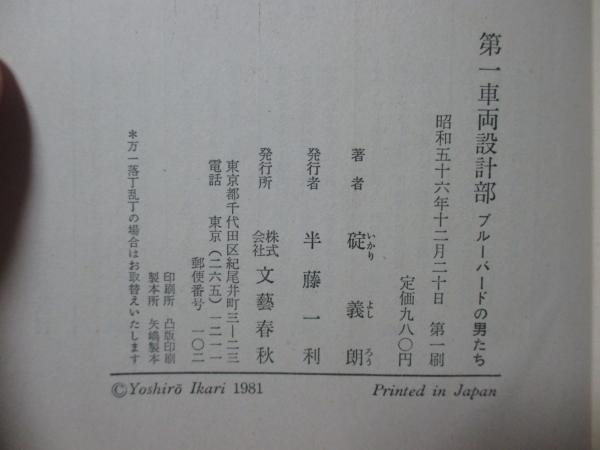 第一車両設計部 ブルーバードの男たち
昭和五十六年十二月二十日 第一刷
定価九八〇円
著者 碇義朗
いかり よし ろう
発行者 半藤一利
発行所 株式会社 文藝春秋
東京都千代田区紀尾井町三―二三
電話 東京(二六五)一二一一
郵便番号 一〇二
印刷所 凸版印刷
製本所 矢嶋製本
*万一落丁乱丁の場合はお取替えいたします
©Yoshirō Ikari 1981 Printed in Japan